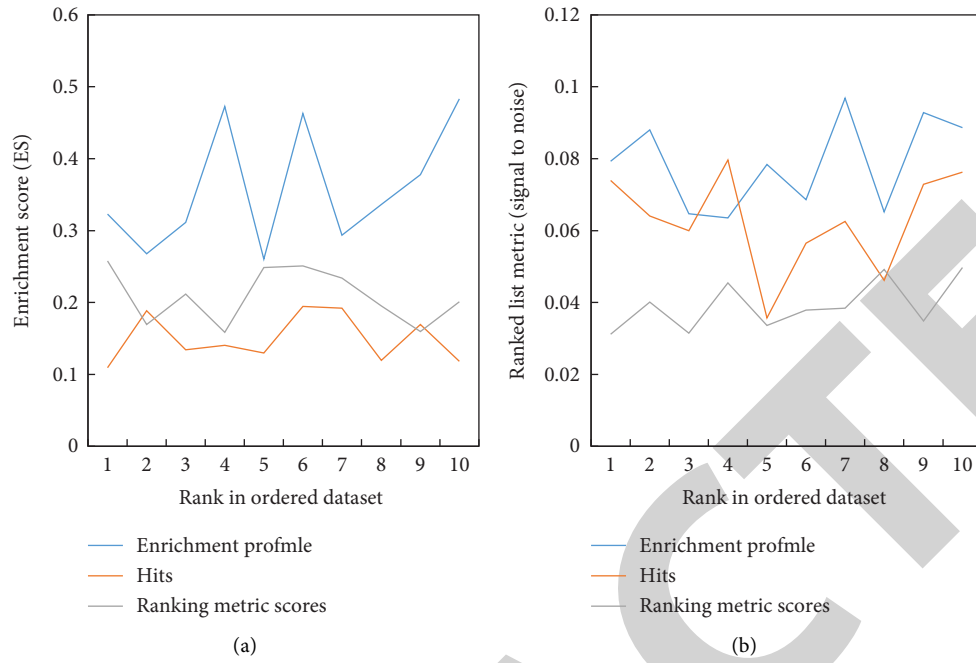 0.6
0.5
0.4
0.3
0.2
0.1
0
Enrichment score (ES)
1 2 3 4 5 6 7 8 9 10
Rank in ordered dataset
Enrichment profmle
Hits
Ranking metric scores
(a)
0.12
0.1
0.08
0.06
0.04
0.02
0
Ranked list metric (signal to noise)
1 2 3 4 5 6 7 8 9 10
Rank in ordered dataset
Enrichment profmle
Hits
Ranking metric scores
(b)
CTE